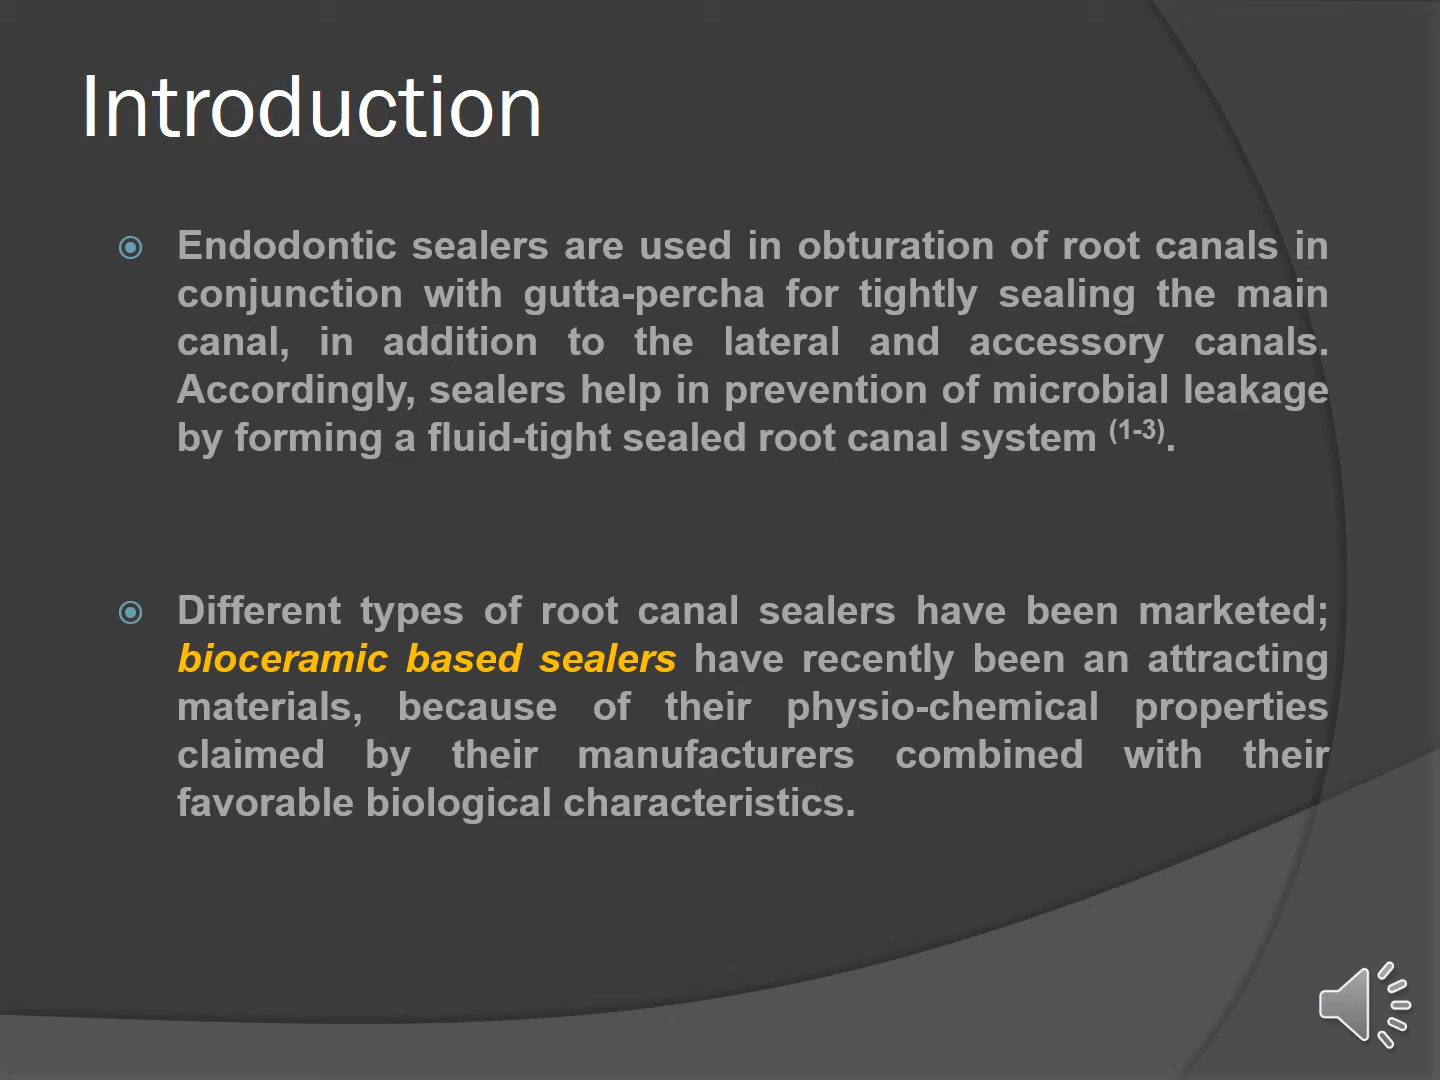 Introduction
Endodontic sealers are used in obturation of root canals in
conjunction with gutta-percha for tightly sealing the main
canal, in addition to the lateral and accessory canals.
Accordingly, sealers help in prevention of microbial leakage
by forming a fluid-tight sealed root canal system (1-3).
Different types of root canal sealers have been marketed;
bioceramic based sealers have recently been an attracting
materials, because of their physio-chemical properties
claimed by their manufacturers combined with their
favorable biological characteristics.